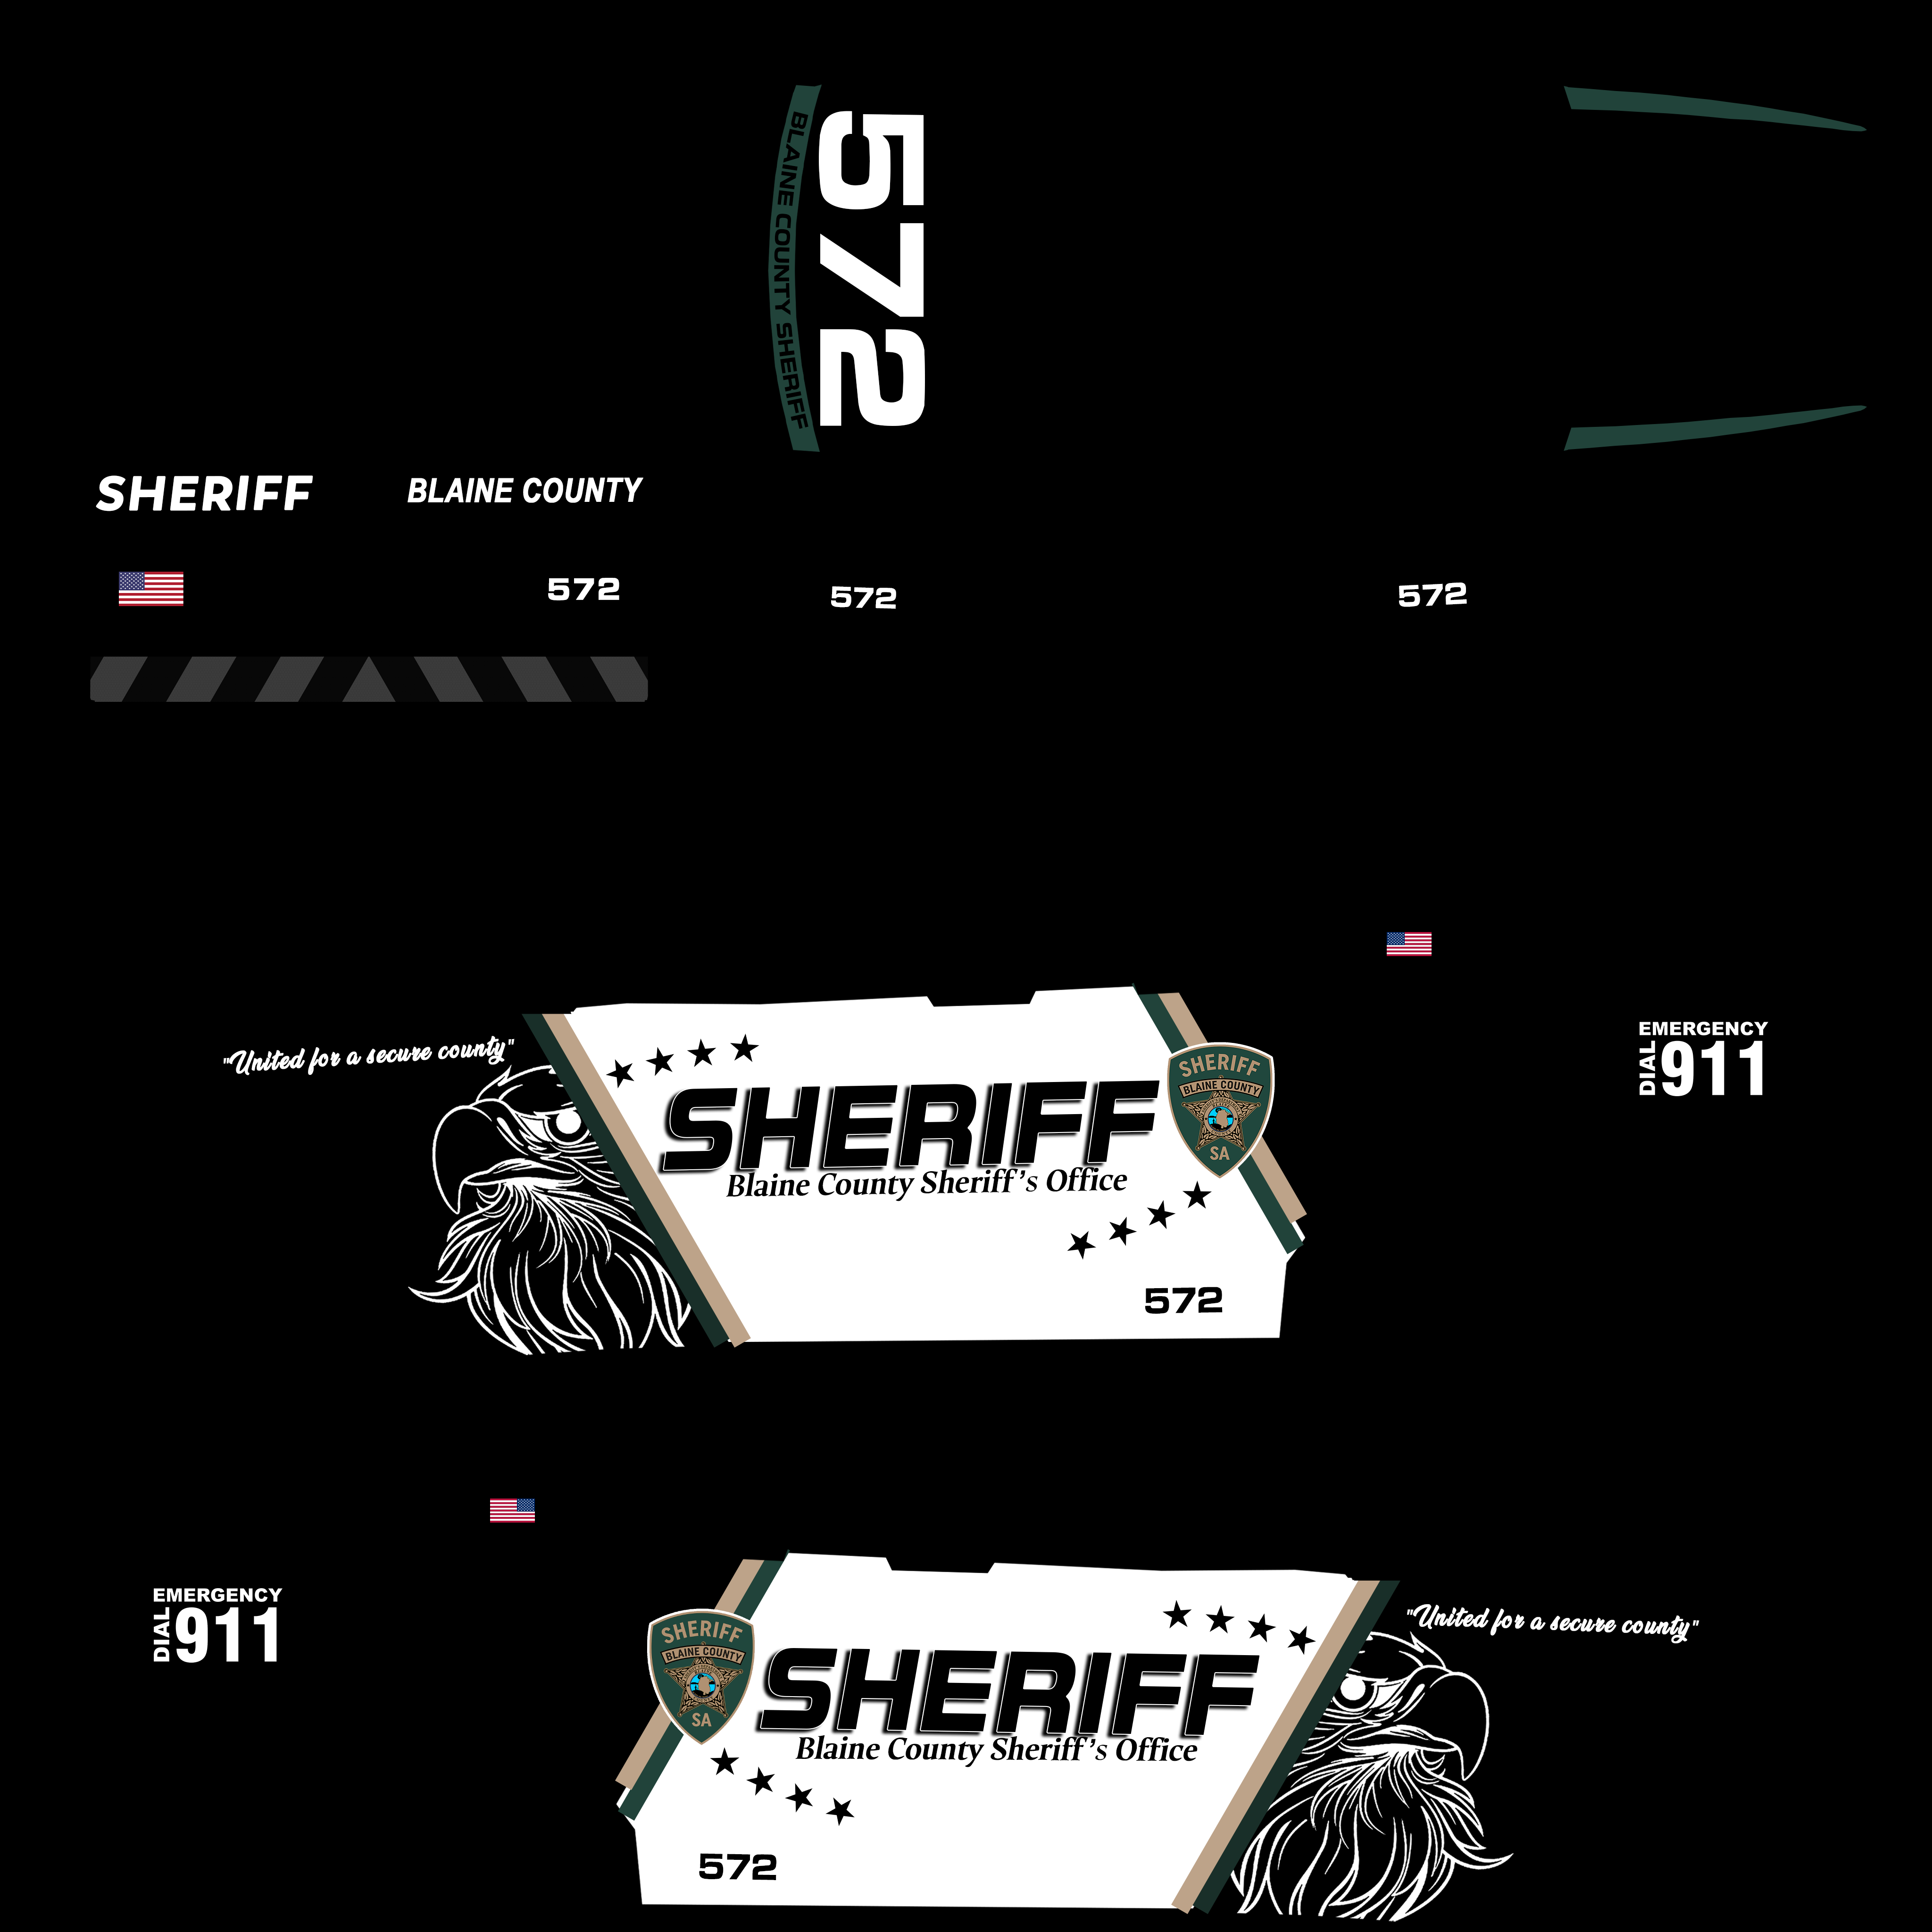 BLAINE COUNTY SHERIFF
572
SHERIFF
BLAINE COUNTY
572
572
572
"United for a secure county"
SHERIFF
Blaine County Sheriff's Office
572
SHERIFF
BLAINE COUNTY
SA
EMERGENCY
DIAL
911
EMERGENCY
DIAL
911
SHERIFF
BLAINE COUNTY
SA
SHERIFF
Blaine County Sheriff's Office
572
"United for a secure county"